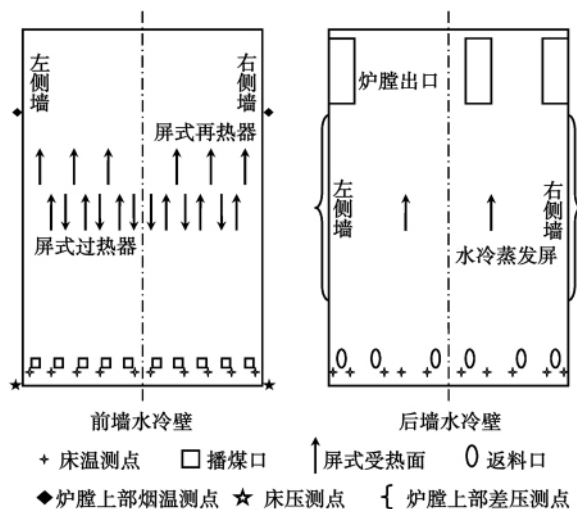 左侧墙
右侧墙
屏式再热器
屏式过热器
前墙水冷壁
炉膛出口
左侧墙
右侧墙
水冷蒸发屏
后墙水冷壁
床温测点 播煤口 屏式受热面 返料口
炉膛上部烟温测点 床压测点 炉膛上部差压测点